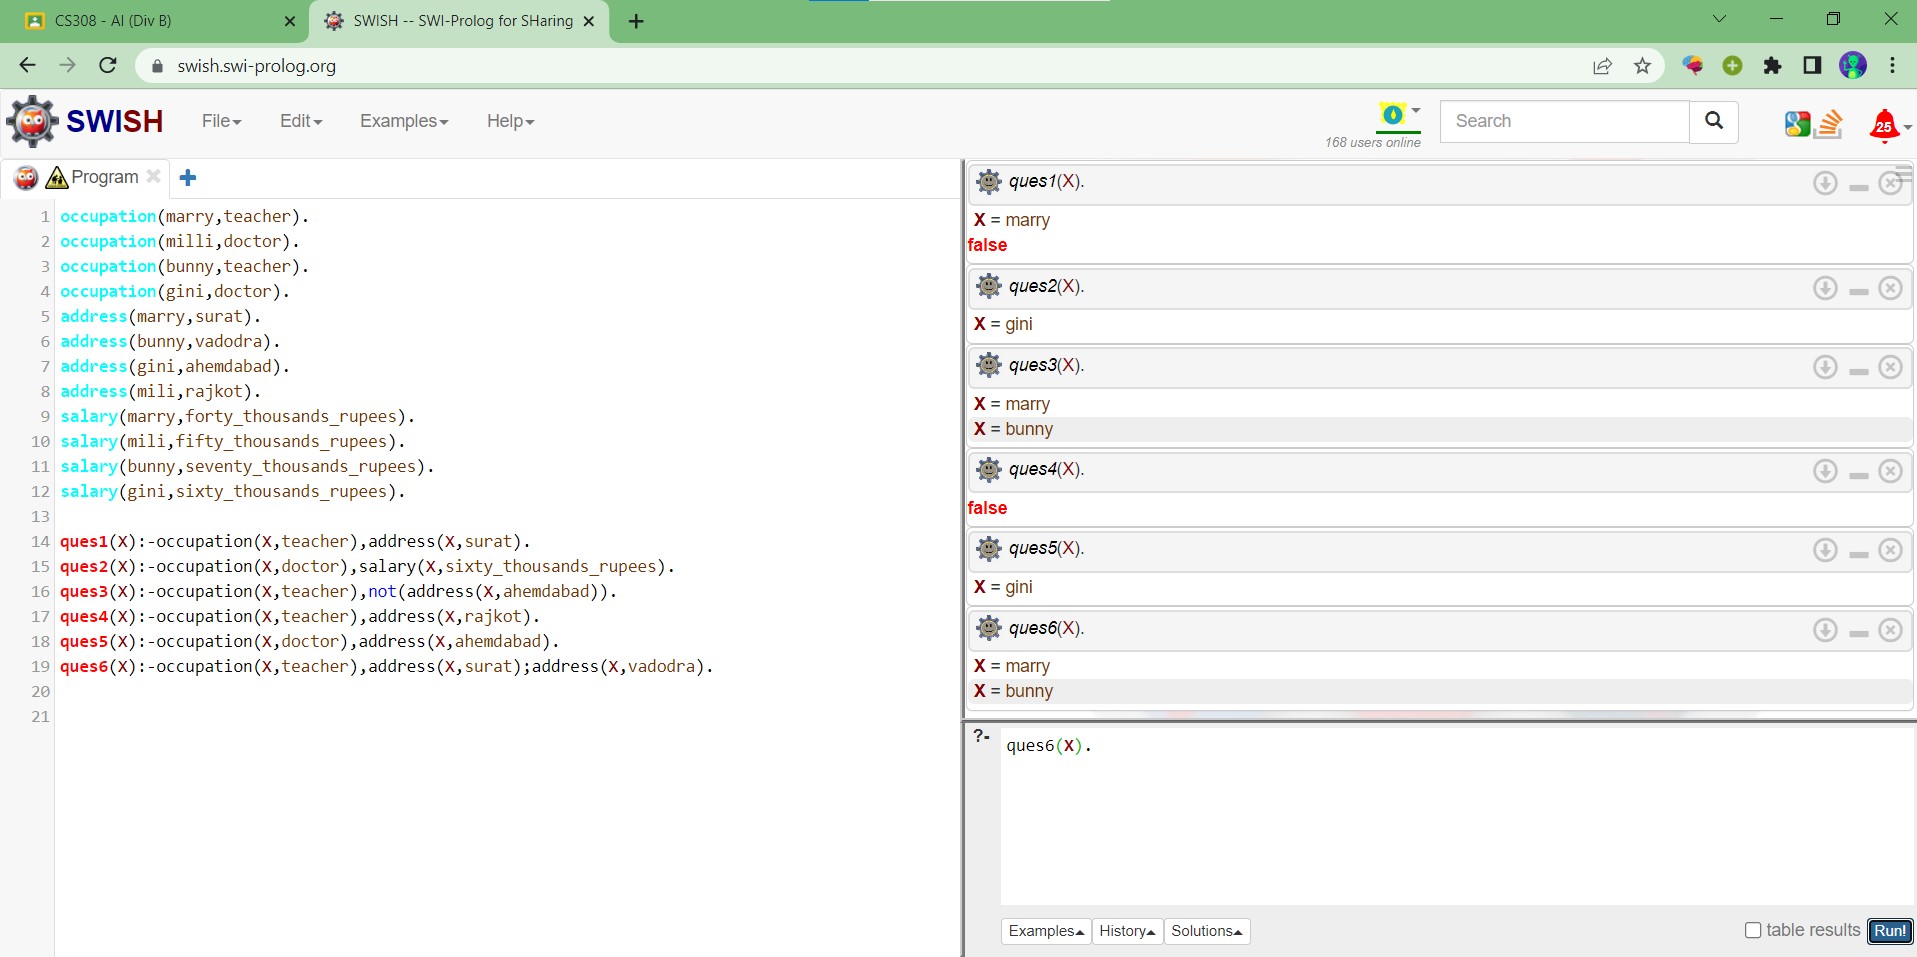 CS308 - AI (Div B)
SWISH -- SWI-Prolog for SHaring
swish.swi-prolog.org
SWISH File Edit Examples Help
168 users online
Search
25
Program
1 occupation(marry,teacher).
2 occupation(milli,doctor).
3 occupation(bunny,teacher).
4 occupation(gini,doctor).
5 address(marry,surat).
6 address(bunny,vadodra).
7 address(gini,ahemdabad).
8 address(mili,rajkot).
9 salary(marry,forty_thousands_rupees).
10 salary(mili,fifty_thousands_rupees).
11 salary(bunny,seventy_thousands_rupees).
12 salary(gini,sixty_thousands_rupees).
13
14 ques1(X):-occupation(X,teacher),address(X,surat).
15 ques2(X):-occupation(X,doctor),salary(X,sixty_thousands_rupees).
16 ques3(X):-occupation(X,teacher),not(address(X,ahemdabad)).
17 ques4(X):-occupation(X,teacher),address(X,rajkot).
18 ques5(X):-occupation(X,doctor),address(X,ahemdabad).
19 ques6(X):-occupation(X,teacher),address(X,surat);address(X,vadodra).
20
21
ques1(X).
X = marry
false
ques2(X).
X = gini
ques3(X).
X = marry
X = bunny
ques4(X).
false
ques5(X).
X = gini
ques6(X).
X = marry
X = bunny
?- ques6(X).
Examples History Solutions table results Run!